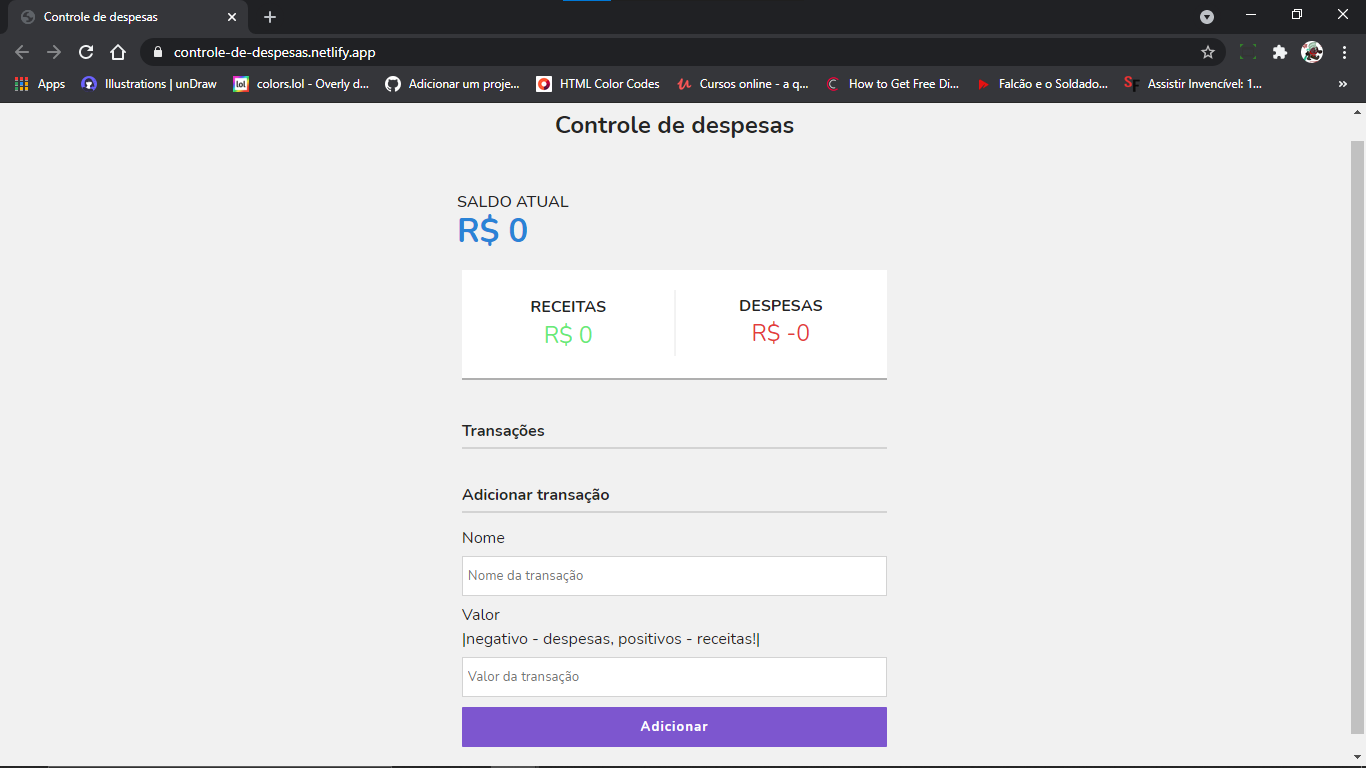 Controle de despesas
controle-de-despesas.netlify.app
Apps
Illustrations | unDraw
lol
colors.lol - Overly d...
Adicionar um proje...
HTML Color Codes
Cursos online - a q...
C
How to Get Free Di...
Falcão e o Soldado...
SF
Assistir Invencível: 1...
»
Controle de despesas
SALDO ATUAL
R$ 0
RECEITAS
R$ 0
DESPESAS
R$ -0
Transações
Adicionar transação
Nome
Nome da transação
Valor
|negativo - despesas, positivos - receitas!|
Valor da transação
Adicionar